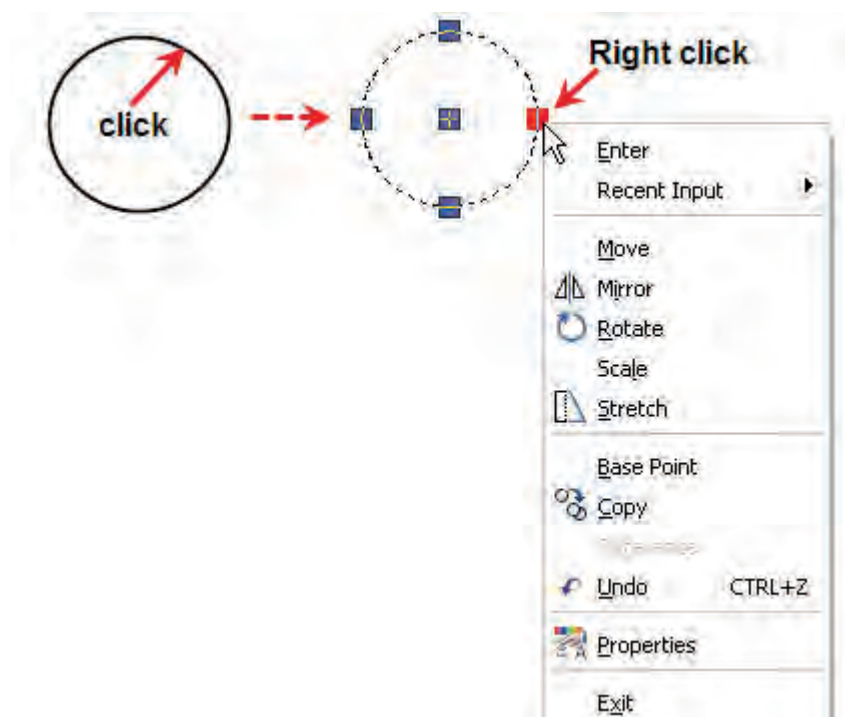 Right click
click
Enter
Recent Input
Move
Mirror
Rotate
Scale
Stretch
Base Point
Copy
Undo CTRL+Z
Properties
Exit